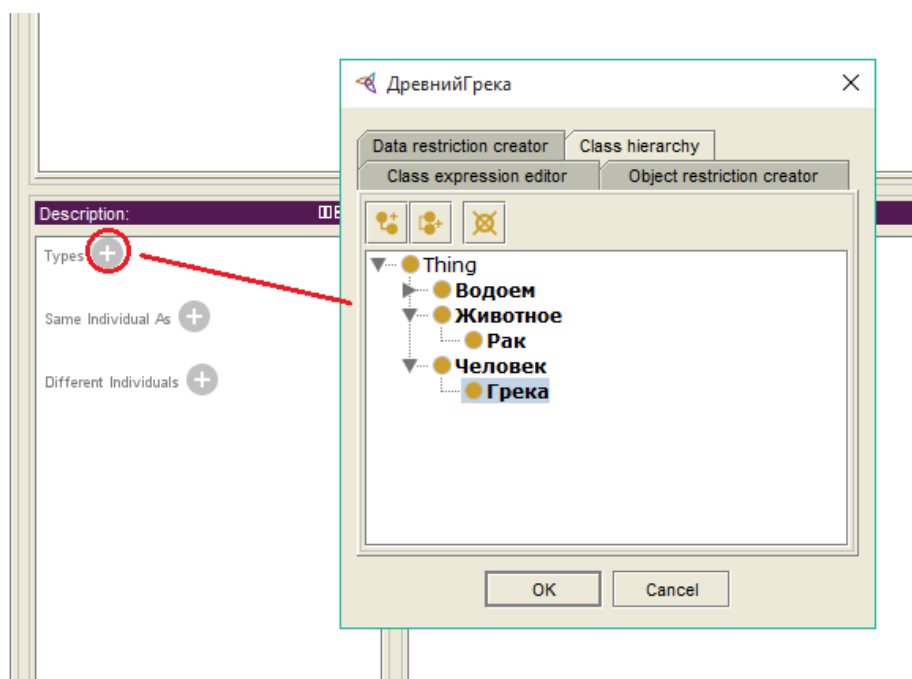 ДревнийГрека
Data restriction creator Class hierarchy
Class expression editor Object restriction creator
Description:
Types
Same Individual As
Different Individuals
Thing
Водоем
Животное
Рак
Человек
Грека
OK Cancel